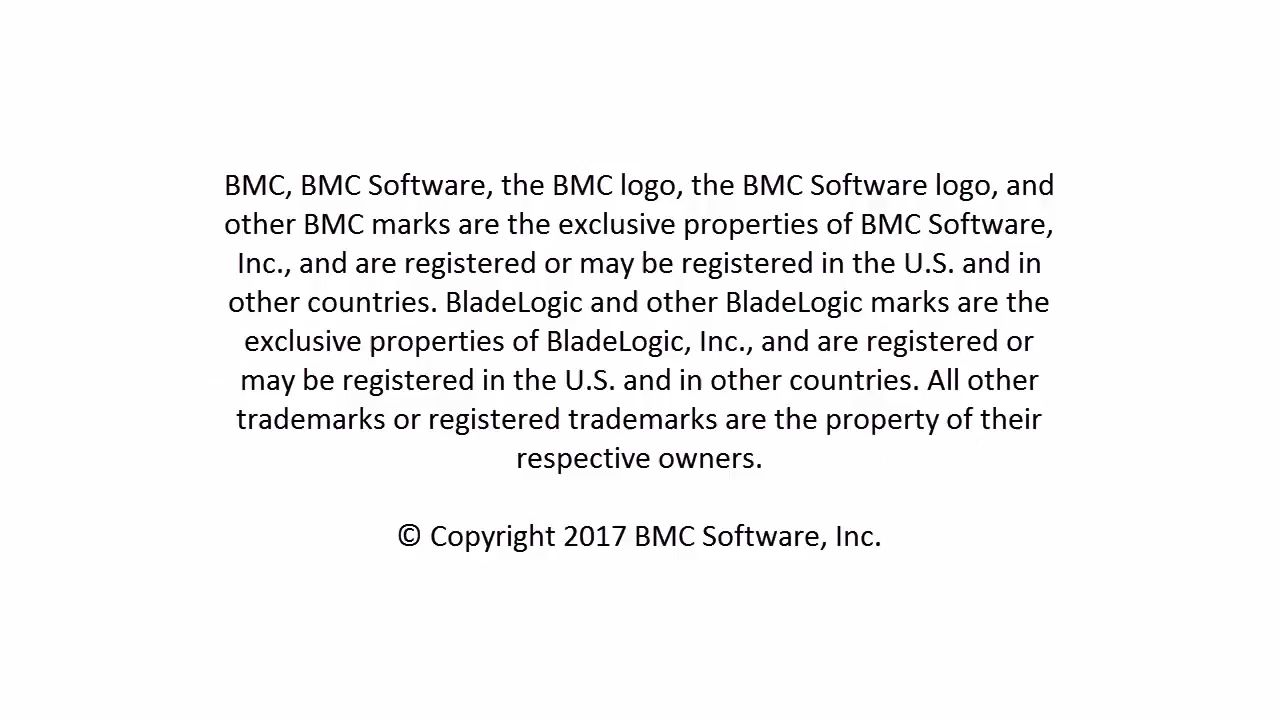 BMC, BMC Software, the BMC logo, the BMC Software logo, and
other BMC marks are the exclusive properties of BMC Software,
Inc., and are registered or may be registered in the U.S. and in
other countries. BladeLogic and other BladeLogic marks are the
exclusive properties of BladeLogic, Inc., and are registered or
may be registered in the U.S. and in other countries. All other
trademarks or registered trademarks are the property of their
respective owners.
© Copyright 2017 BMC Software, Inc.